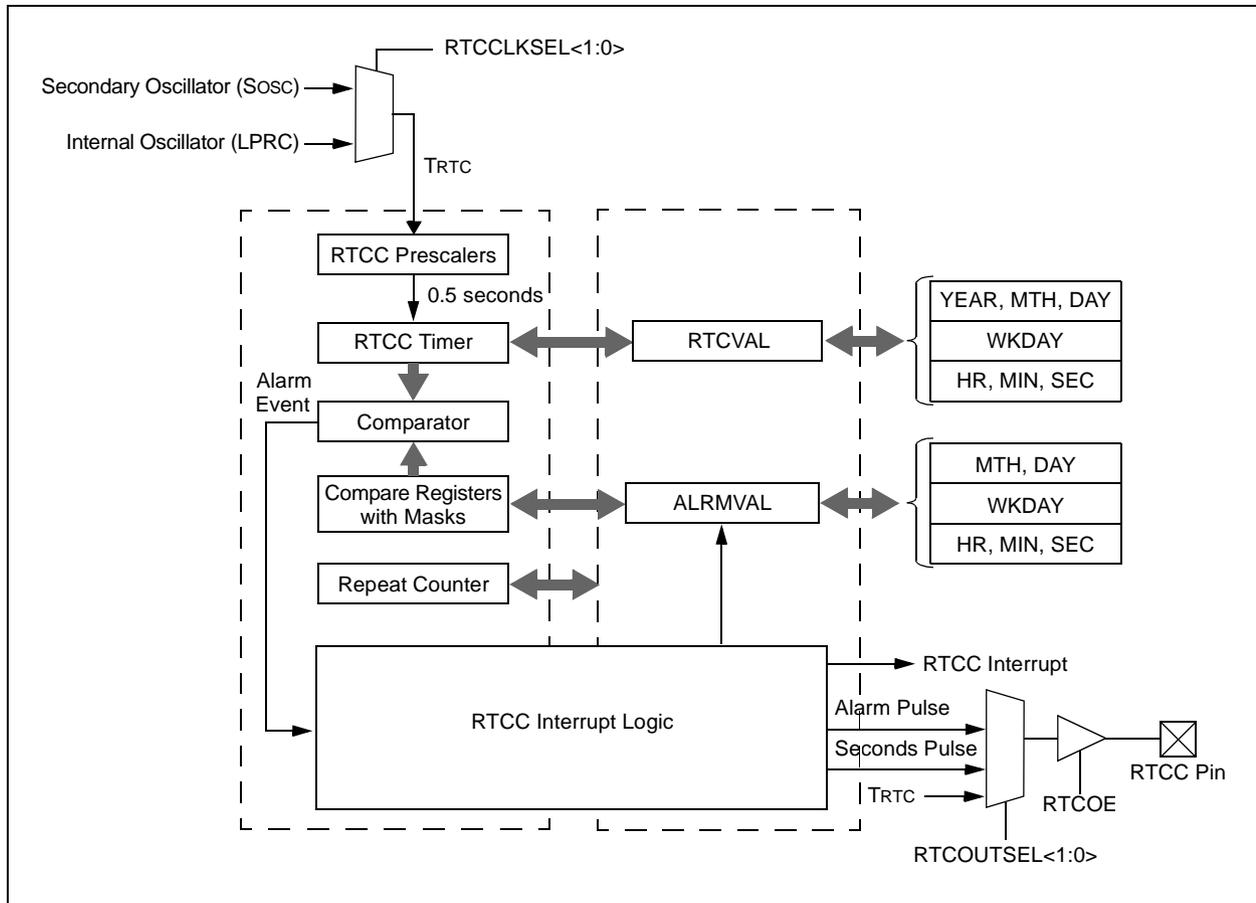 RTCCLKSEL<1:0>
Secondary Oscillator (SOSC)
Internal Oscillator (LPRC)
TRTC
RTCC Prescalers
0.5 seconds
RTCC Timer
RTCVAL
YEAR, MTH, DAY
WKDAY
HR, MIN, SEC
Alarm
Event
Comparator
Compare Registers
with Masks
ALRMVAL
MTH, DAY
WKDAY
HR, MIN, SEC
Repeat Counter
RTCC Interrupt Logic
RTCC Interrupt
Alarm Pulse
Seconds Pulse
TRTC
RTCOE
RTCC Pin
RTCOUTSEL<1:0>